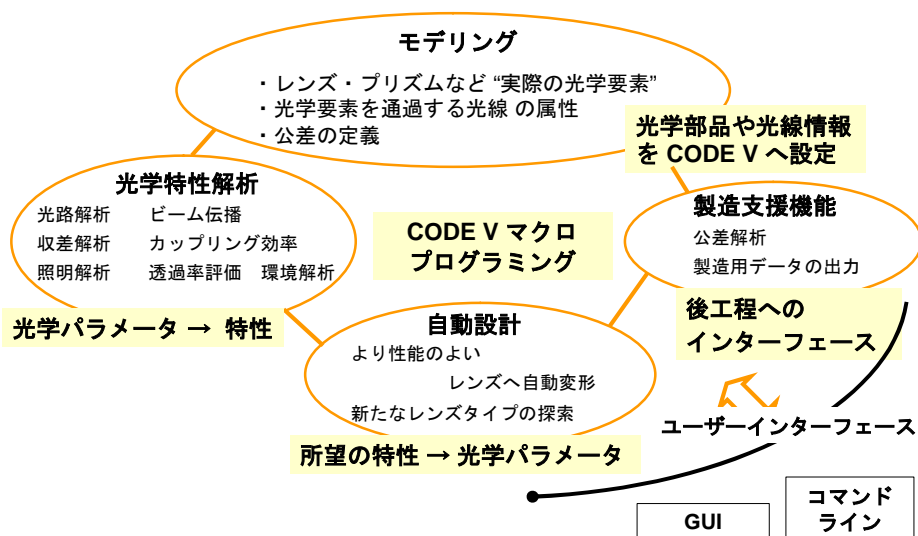 モデリング
・レンズ・プリズムなど “実際の光学要素”
・光学要素を通過する光線 の属性
・公差の定義
光学部品や光線情報
を CODE V へ設定
光学特性解析
光路解析 ビーム伝播
収差解析 カップリング効率
照明解析 透過率評価 環境解析
光学パラメータ → 特性
CODE V マクロ
プログラミング
製造支援機能
公差解析
製造用データの出力
後工程への
インターフェース
自動設計
より性能のよい
レンズへ自動変形
新たなレンズタイプの探索
所望の特性 → 光学パラメータ
ユーザーインターフェース
GUI
コマンド
ライン